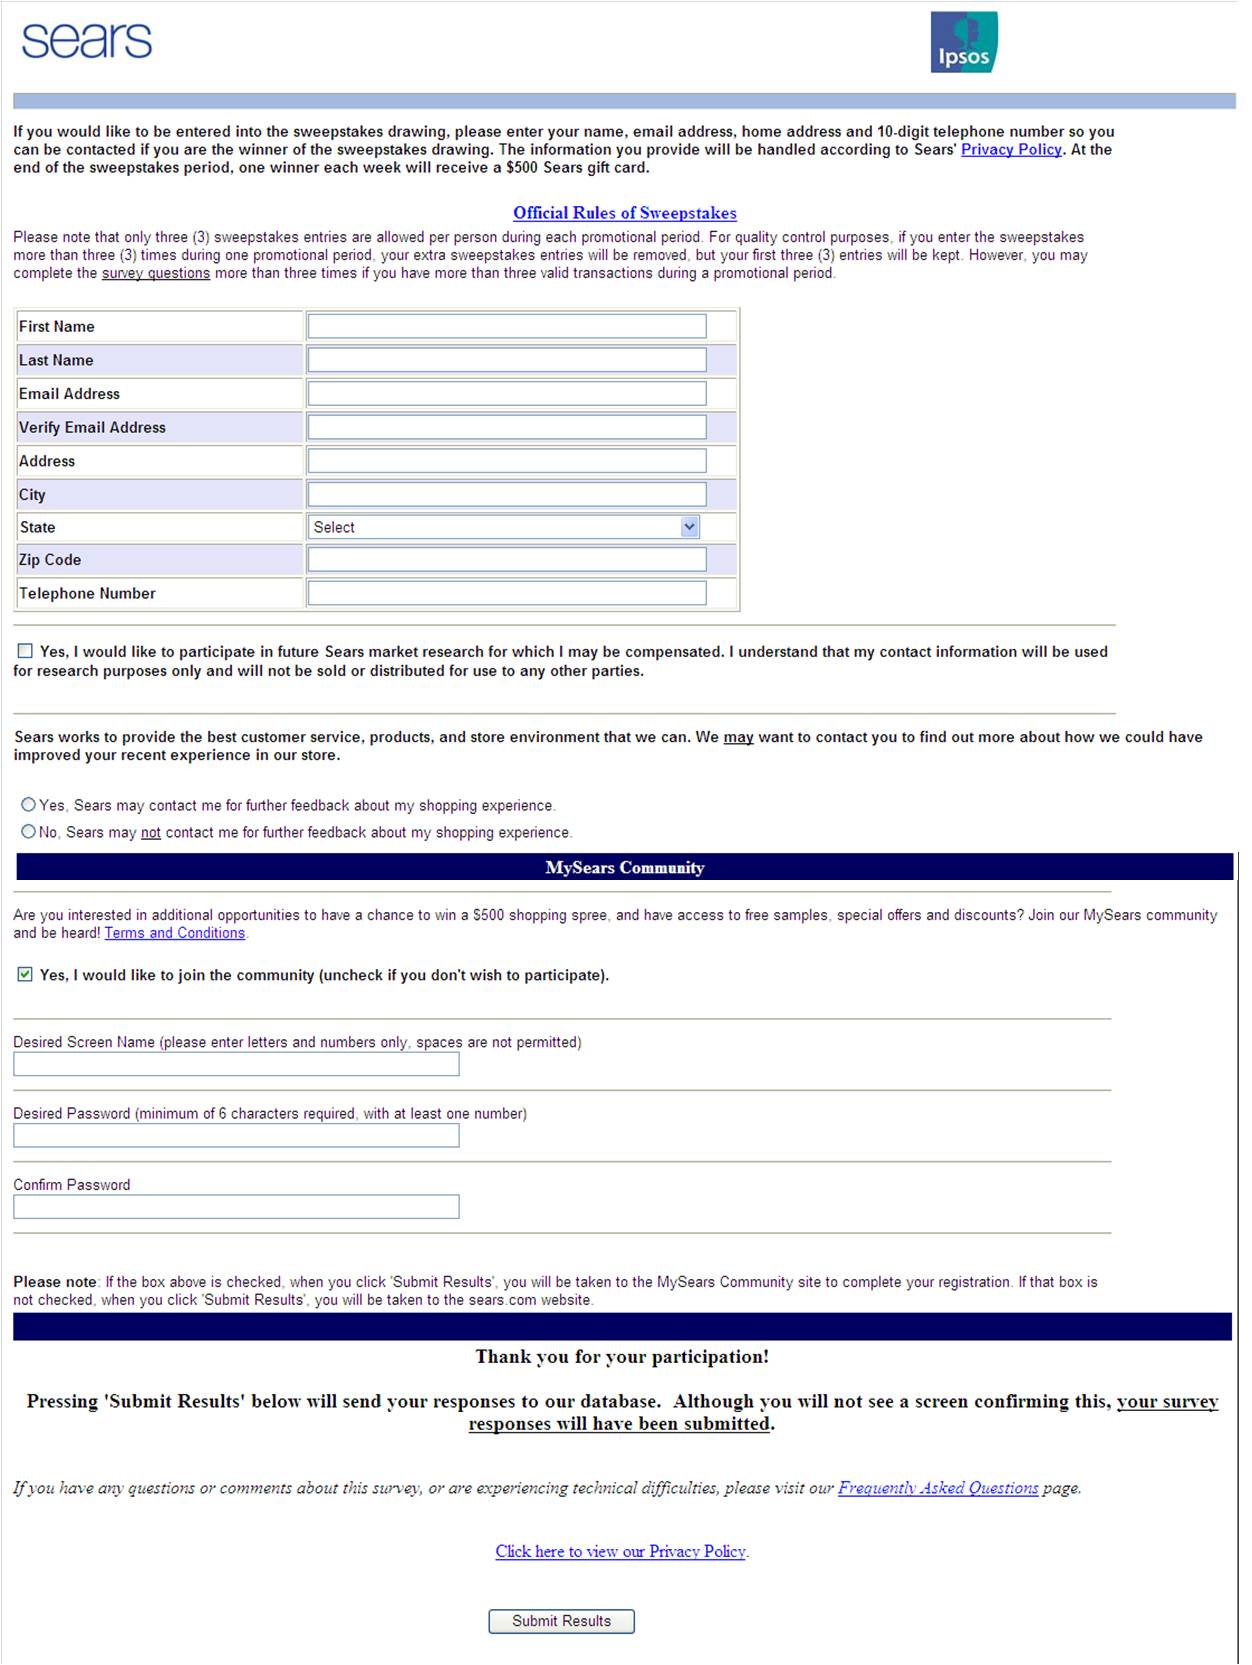 sears
Ipsos
If you would like to be entered into the sweepstakes drawing, please enter your name, email address, home address and 10-digit telephone number so you
can be contacted if you are the winner of the sweepstakes drawing. The information you provide will be handled according to Sears' Privacy Policy. At the
end of the sweepstakes period, one winner each week will receive a $500 Sears gift card.
Official Rules of Sweepstakes
Please note that only three (3) sweepstakes entries are allowed per person during each promotional period. For quality control purposes, if you enter the sweepstakes
more than three (3) times during one promotional period, your extra sweepstakes entries will be removed, but your first three (3) entries will be kept. However, you may
complete the survey questions more than three times if you have more than three valid transactions during a promotional period.
First Name
Last Name
Email Address
Verify Email Address
Address
City
State Select
Zip Code
Telephone Number
Yes, I would like to participate in future Sears market research for which I may be compensated. I understand that my contact information will be used
for research purposes only and will not be sold or distributed for use to any other parties.
Sears works to provide the best customer service, products, and store environment that we can. We may want to contact you to find out more about how we could have
improved your recent experience in our store.
Yes, Sears may contact me for further feedback about my shopping experience.
No, Sears may not contact me for further feedback about my shopping experience.
MySears Community
Are you interested in additional opportunities to have a chance to win a $500 shopping spree, and have access to free samples, special offers and discounts? Join our MySears community
and be heard! Terms and Conditions.
Yes, I would like to join the community (uncheck if you don't wish to participate).
Desired Screen Name (please enter letters and numbers only, spaces are not permitted)
Desired Password (minimum of 6 characters required, with at least one number)
Confirm Password
Please note: If the box above is checked, when you click 'Submit Results', you will be taken to the MySears Community site to complete your registration. If that box is
not checked, when you click 'Submit Results', you will be taken to the sears.com website.
Thank you for your participation!
Pressing 'Submit Results' below will send your responses to our database. Although you will not see a screen confirming this, your survey
responses will have been submitted.
If you have any questions or comments about this survey, or are experiencing technical difficulties, please visit our Frequently Asked Questions page.
Click here to view our Privacy Policy.
Submit Results